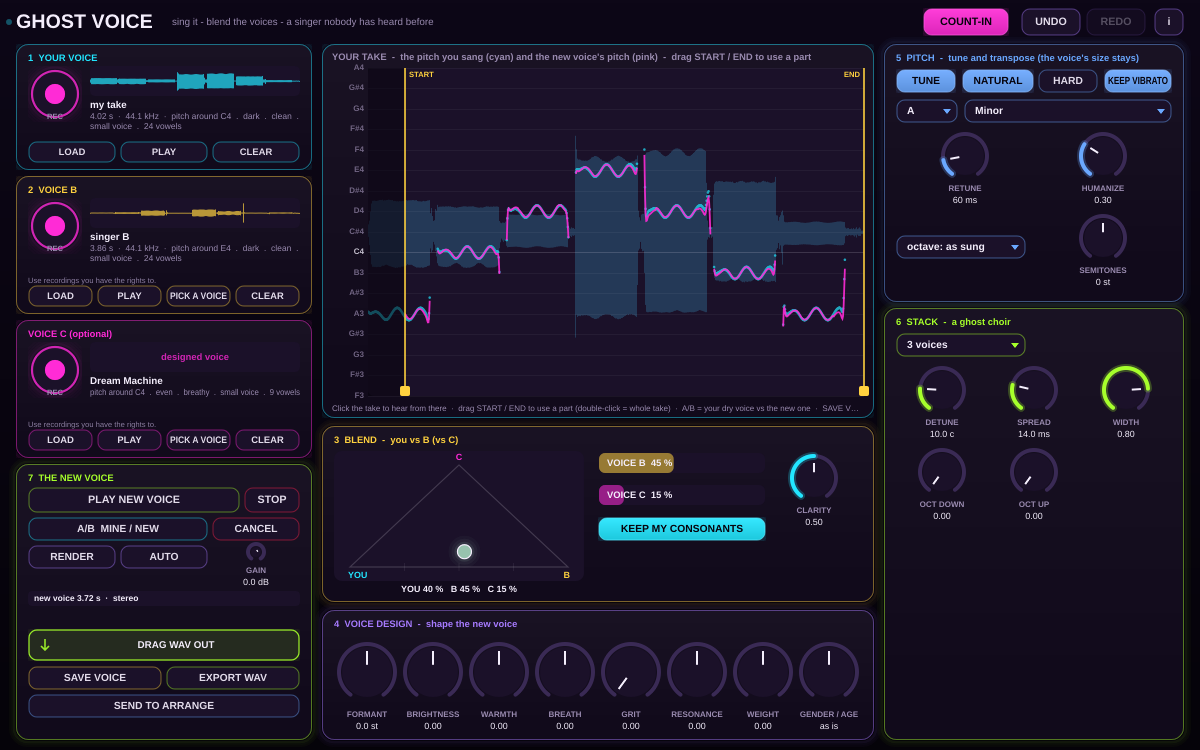 GHOST VOICE
sing it - blend the voices - a singer nobody has heard before
COUNT-IN
UNDO
REDO
i
1 YOUR VOICE
REC
my take
4.02 s · 44.1 kHz · pitch around C4 . dark . clean .
small voice . 24 vowels
LOAD
PLAY
CLEAR
2 VOICE B
REC
singer B
3.86 s · 44.1 kHz · pitch around E4 . dark . clean .
small voice . 24 vowels
Use recordings you have the rights to.
LOAD
PLAY
PICK A VOICE
CLEAR
VOICE C (optional)
REC
designed voice
Dream Machine
pitch around C4 . even . breathy . small voice . 9 vowels
Use recordings you have the rights to.
LOAD
PLAY
PICK A VOICE
CLEAR
7 THE NEW VOICE
PLAY NEW VOICE
STOP
A/B MINE / NEW
CANCEL
RENDER
AUTO
GAIN
0.0 dB
new voice 3.72 s · stereo
DRAG WAV OUT
SAVE VOICE
EXPORT WAV
SEND TO ARRANGE
YOUR TAKE - the pitch you sang (cyan) and the new voice's pitch (pink) - drag START / END to use a part
A4
G#4
G4
F#4
F4
E4
D#4
D4
C#4
C4
B3
A#3
A3
G#3
G3
F#3
F3
START
END
Click the take to hear from there · drag START / END to use a part (double-click = whole take) · A/B = your dry voice vs the new one · SAVE V...
3 BLEND - you vs B (vs C)
C
YOU
B
YOU 40 % B 45 % C 15 %
VOICE B 45 %
VOICE C 15 %
KEEP MY CONSONANTS
CLARITY
0.50
4 VOICE DESIGN - shape the new voice
FORMANT
0.0 st
BRIGHTNESS
0.00
WARMTH
0.00
BREATH
0.00
GRIT
0.00
RESONANCE
0.00
WEIGHT
0.00
GENDER / AGE
as is
5 PITCH - tune and transpose (the voice's size stays)
TUNE
NATURAL
HARD
KEEP VIBRATO
A
Minor
RETUNE
60 ms
HUMANIZE
0.30
octave: as sung
SEMITONES
0 st
6 STACK - a ghost choir
3 voices
DETUNE
10.0 c
SPREAD
14.0 ms
WIDTH
0.80
OCT DOWN
0.00
OCT UP
0.00